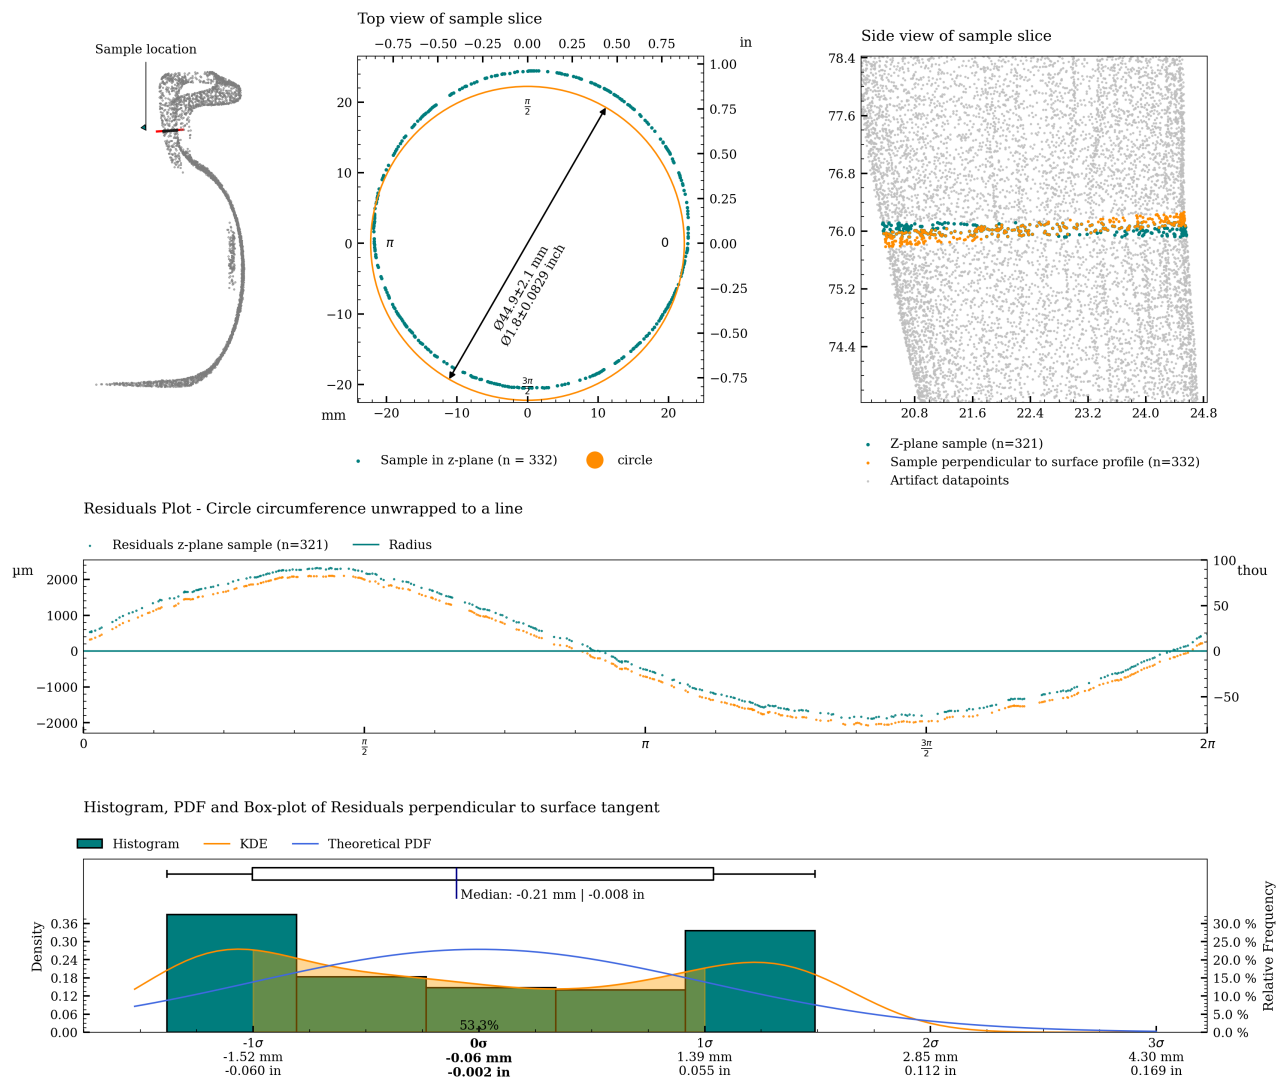 Top view of sample slice
−0.75 −0.50 −0.25 0.00 0.25 0.50 0.75
in
Side view of sample slice
Sample location
78.4
77.6
76.8
76.0
75.2
74.4
20.8 21.6 22.4 23.2 24.0 24.8
1.00
0.75
0.50
0.25
0.00
−0.25
−0.50
−0.75
20
10
0
−10
−20
mm
−20 −10 0 10 20
π/2
π
0
3π/2
Ø44.9±2.1 mm
Ø1.8±0.0829 inch
Sample in z-plane (n = 332) circle
Z-plane sample (n=321)
Sample perpendicular to surface profile (n=332)
Artifact datapoints
Residuals Plot - Circle circumference unwrapped to a line
Residuals z-plane sample (n=321) Radius
µm
2000
1000
0
−1000
−2000
100
thou
50
0
−50
0 π/2 π 3π/2 2π
Histogram, PDF and Box-plot of Residuals perpendicular to surface tangent
Histogram KDE Theoretical PDF
Median: -0.21 mm | -0.008 in
Density
0.36
0.30
0.24
0.18
0.12
0.06
0.00
30.0 %
25.0 %
20.0 %
15.0 %
10.0 %
5.0 %
0.0 %
Relative Frequency
53.3%
-1σ 0σ 1σ 2σ 3σ
-1.52 mm -0.06 mm 1.39 mm 2.85 mm 4.30 mm
-0.060 in -0.002 in 0.055 in 0.112 in 0.169 in